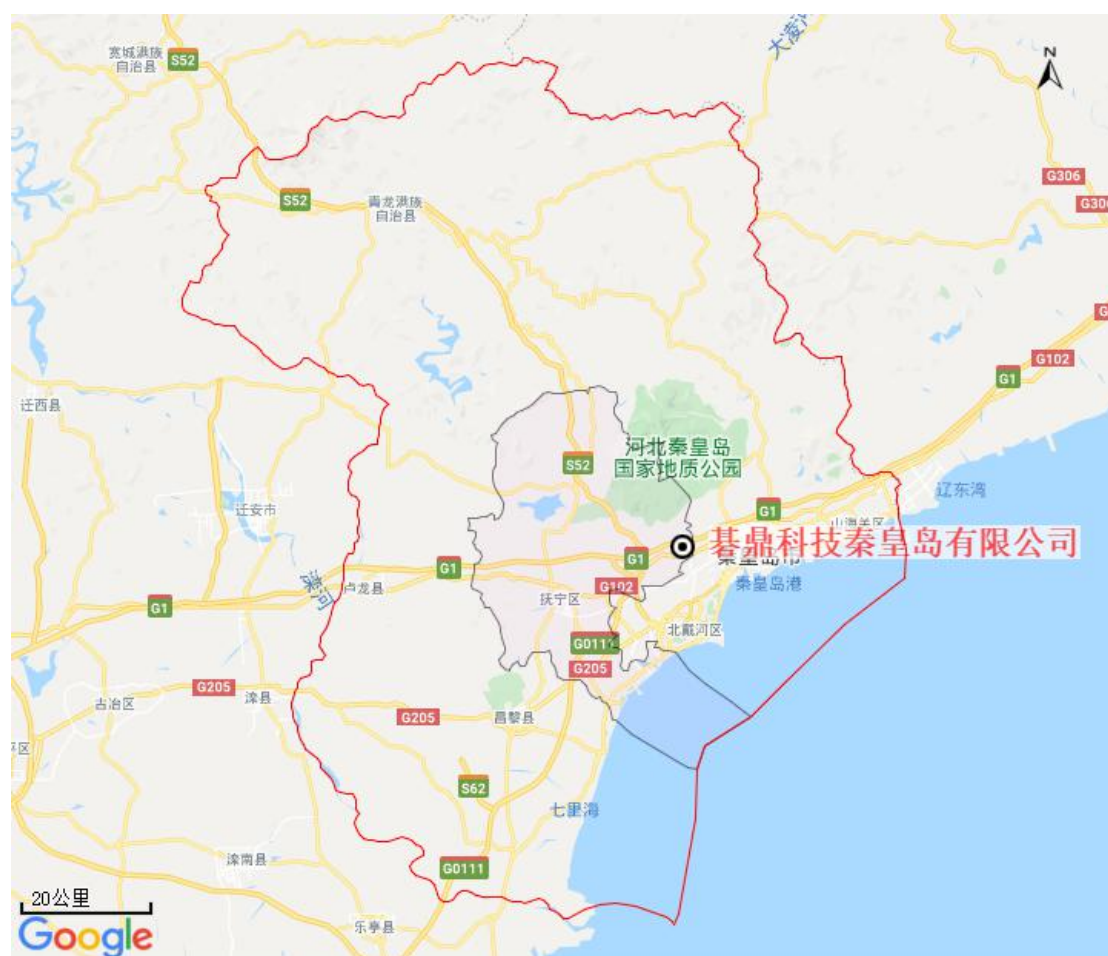 宽城满族
自治县
S52
大凌河
N
G306
G306
S52
青龙满族
自治县
G
G102
G1
迁西县
河北秦皇岛
国家地质公园
S52
辽东湾
迁安市
G1
山海关区
碁鼎科技秦皇岛有限公司
秦皇岛市
G1
G1
滦河
卢龙县
G102
秦皇岛港
G1
抚宁区
北戴河区
G0111
G205
G205
古冶区
滦县
G205
昌黎县
平区
S62
七里海
滦南县
G0111
20公里
乐亭县
Google